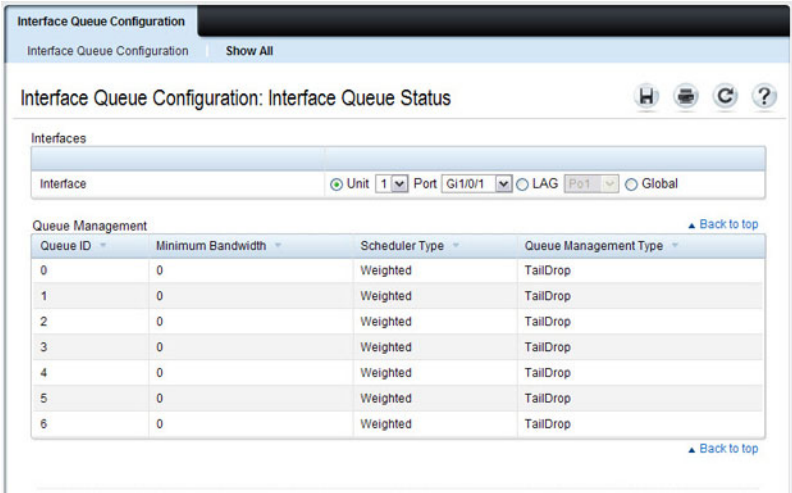 Interface Queue Configuration
Interface Queue Configuration Show All
Interface Queue Configuration: Interface Queue Status
Interfaces
Interface Unit 1 Port Gi1/0/1 LAG Po1 Global
Queue Management Back to top
Queue ID Minimum Bandwidth Scheduler Type Queue Management Type
0 0 Weighted TailDrop
1 0 Weighted TailDrop
2 0 Weighted TailDrop
3 0 Weighted TailDrop
4 0 Weighted TailDrop
5 0 Weighted TailDrop
6 0 Weighted TailDrop
Back to top